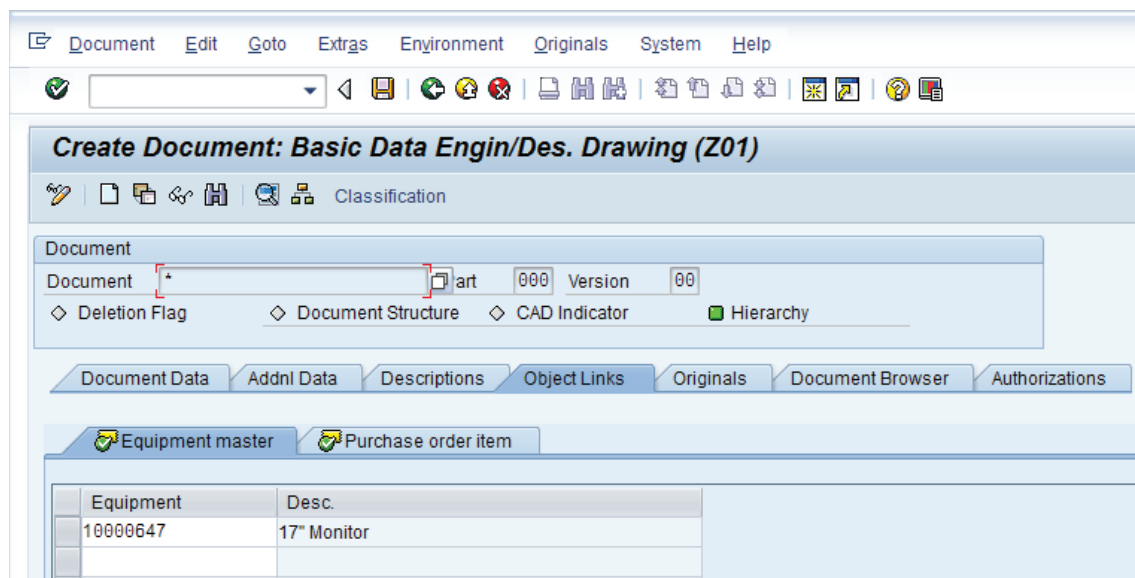 Document Edit Goto Extras Environment Originals System Help
Create Document: Basic Data Engin/Des. Drawing (Z01)
Classification
Document
Document * art 000 Version 00
Deletion Flag Document Structure CAD Indicator Hierarchy
Document Data Addnl Data Descriptions Object Links Originals Document Browser Authorizations
Equipment master Purchase order item
Equipment Desc.
10000647 17" Monitor